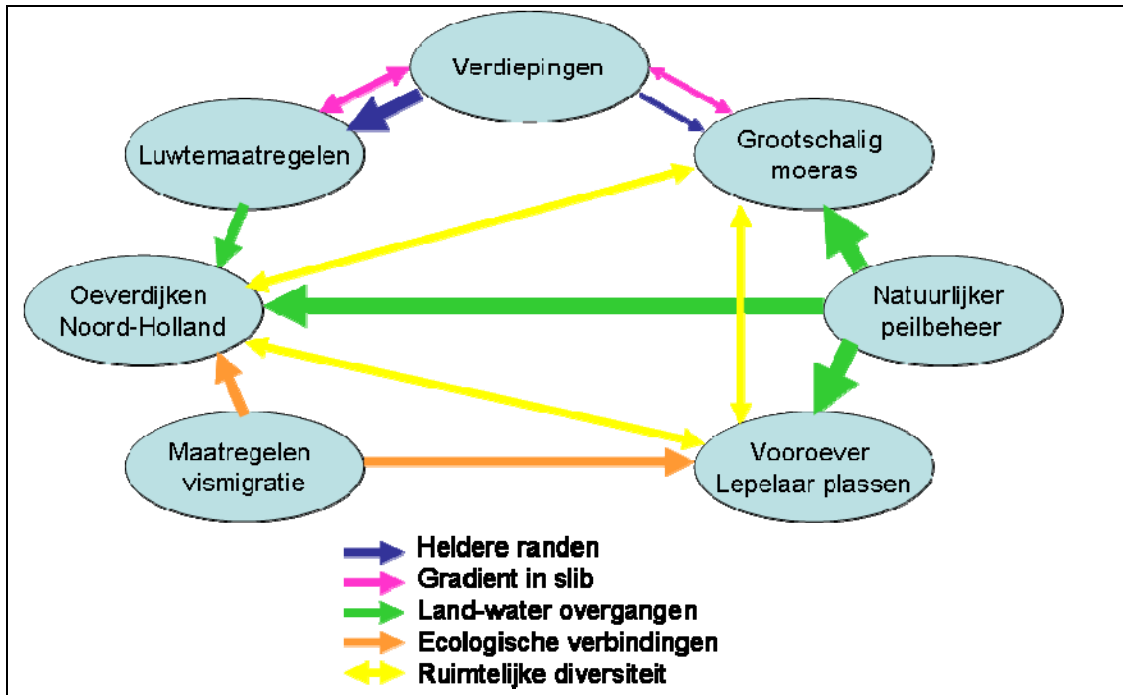 Verdiepingen
Luwtemaatregelen
Grootschalig
moeras
Oeverdijken
Noord-Holland
Natuurlijker
peilbeheer
Maatregelen
vismigratie
Vooroever
Lepelaar plassen
Heldere randen
Gradient in slib
Land-water overgangen
Ecologische verbindingen
Ruimtelijke diversiteit